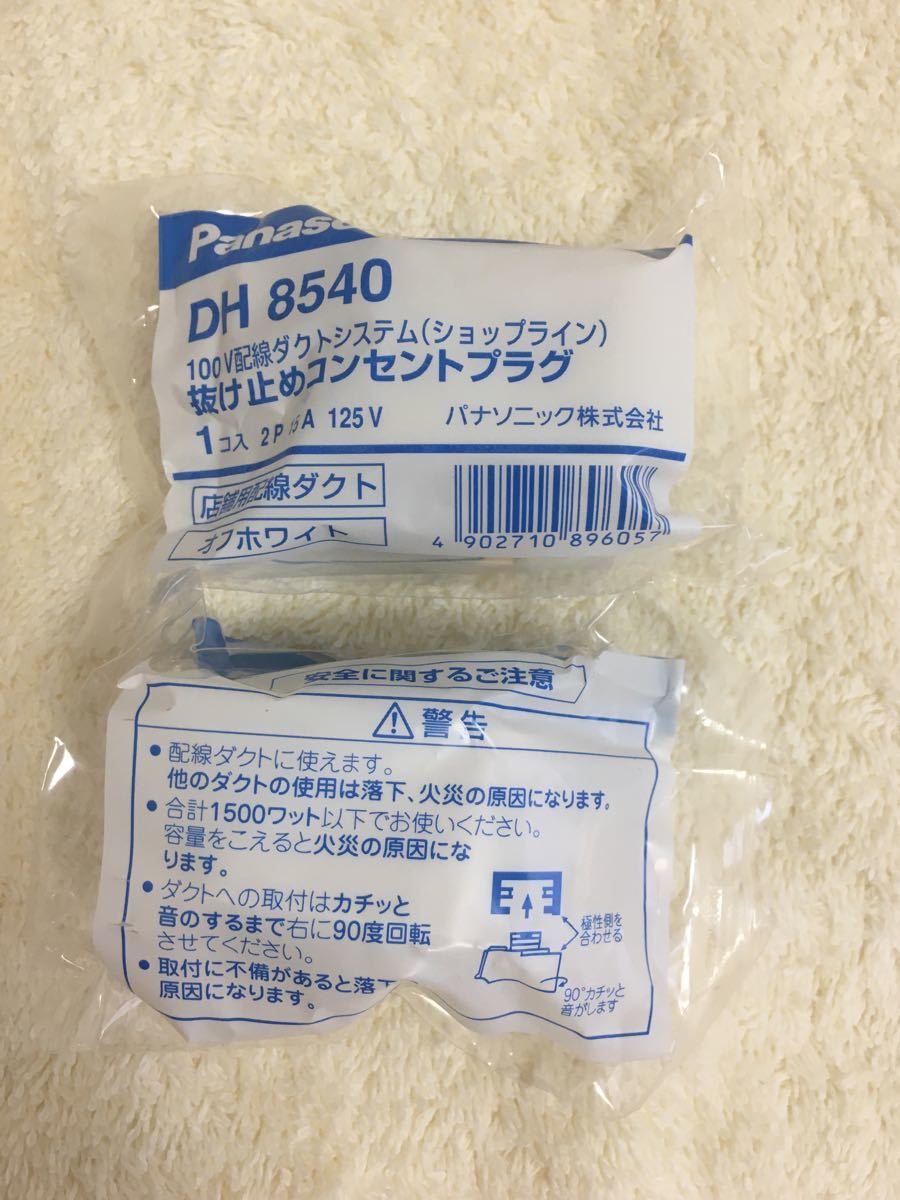 Panaso
DH 8540
100V配線ダクトシステム(ショップライン)
抜け止めコンセントプラグ
1コ入 2P 15A 125V パナソニック株式会社
店舗用配線ダクト
オフホワイト
4 902710 896057
安全に関するご注意
警告
• 配線ダクトに使えます。
他のダクトの使用は落下、火災の原因になります。
• 合計1500ワット以下でお使いください。
容量をこえると火災の原因にな
ります。
• ダクトへの取付はカチッと
音のするまで右に90度回転
させてください。
• 取付に不備があると落下
原因になります。
極性側を
合わせる
90°カチッと
音がします